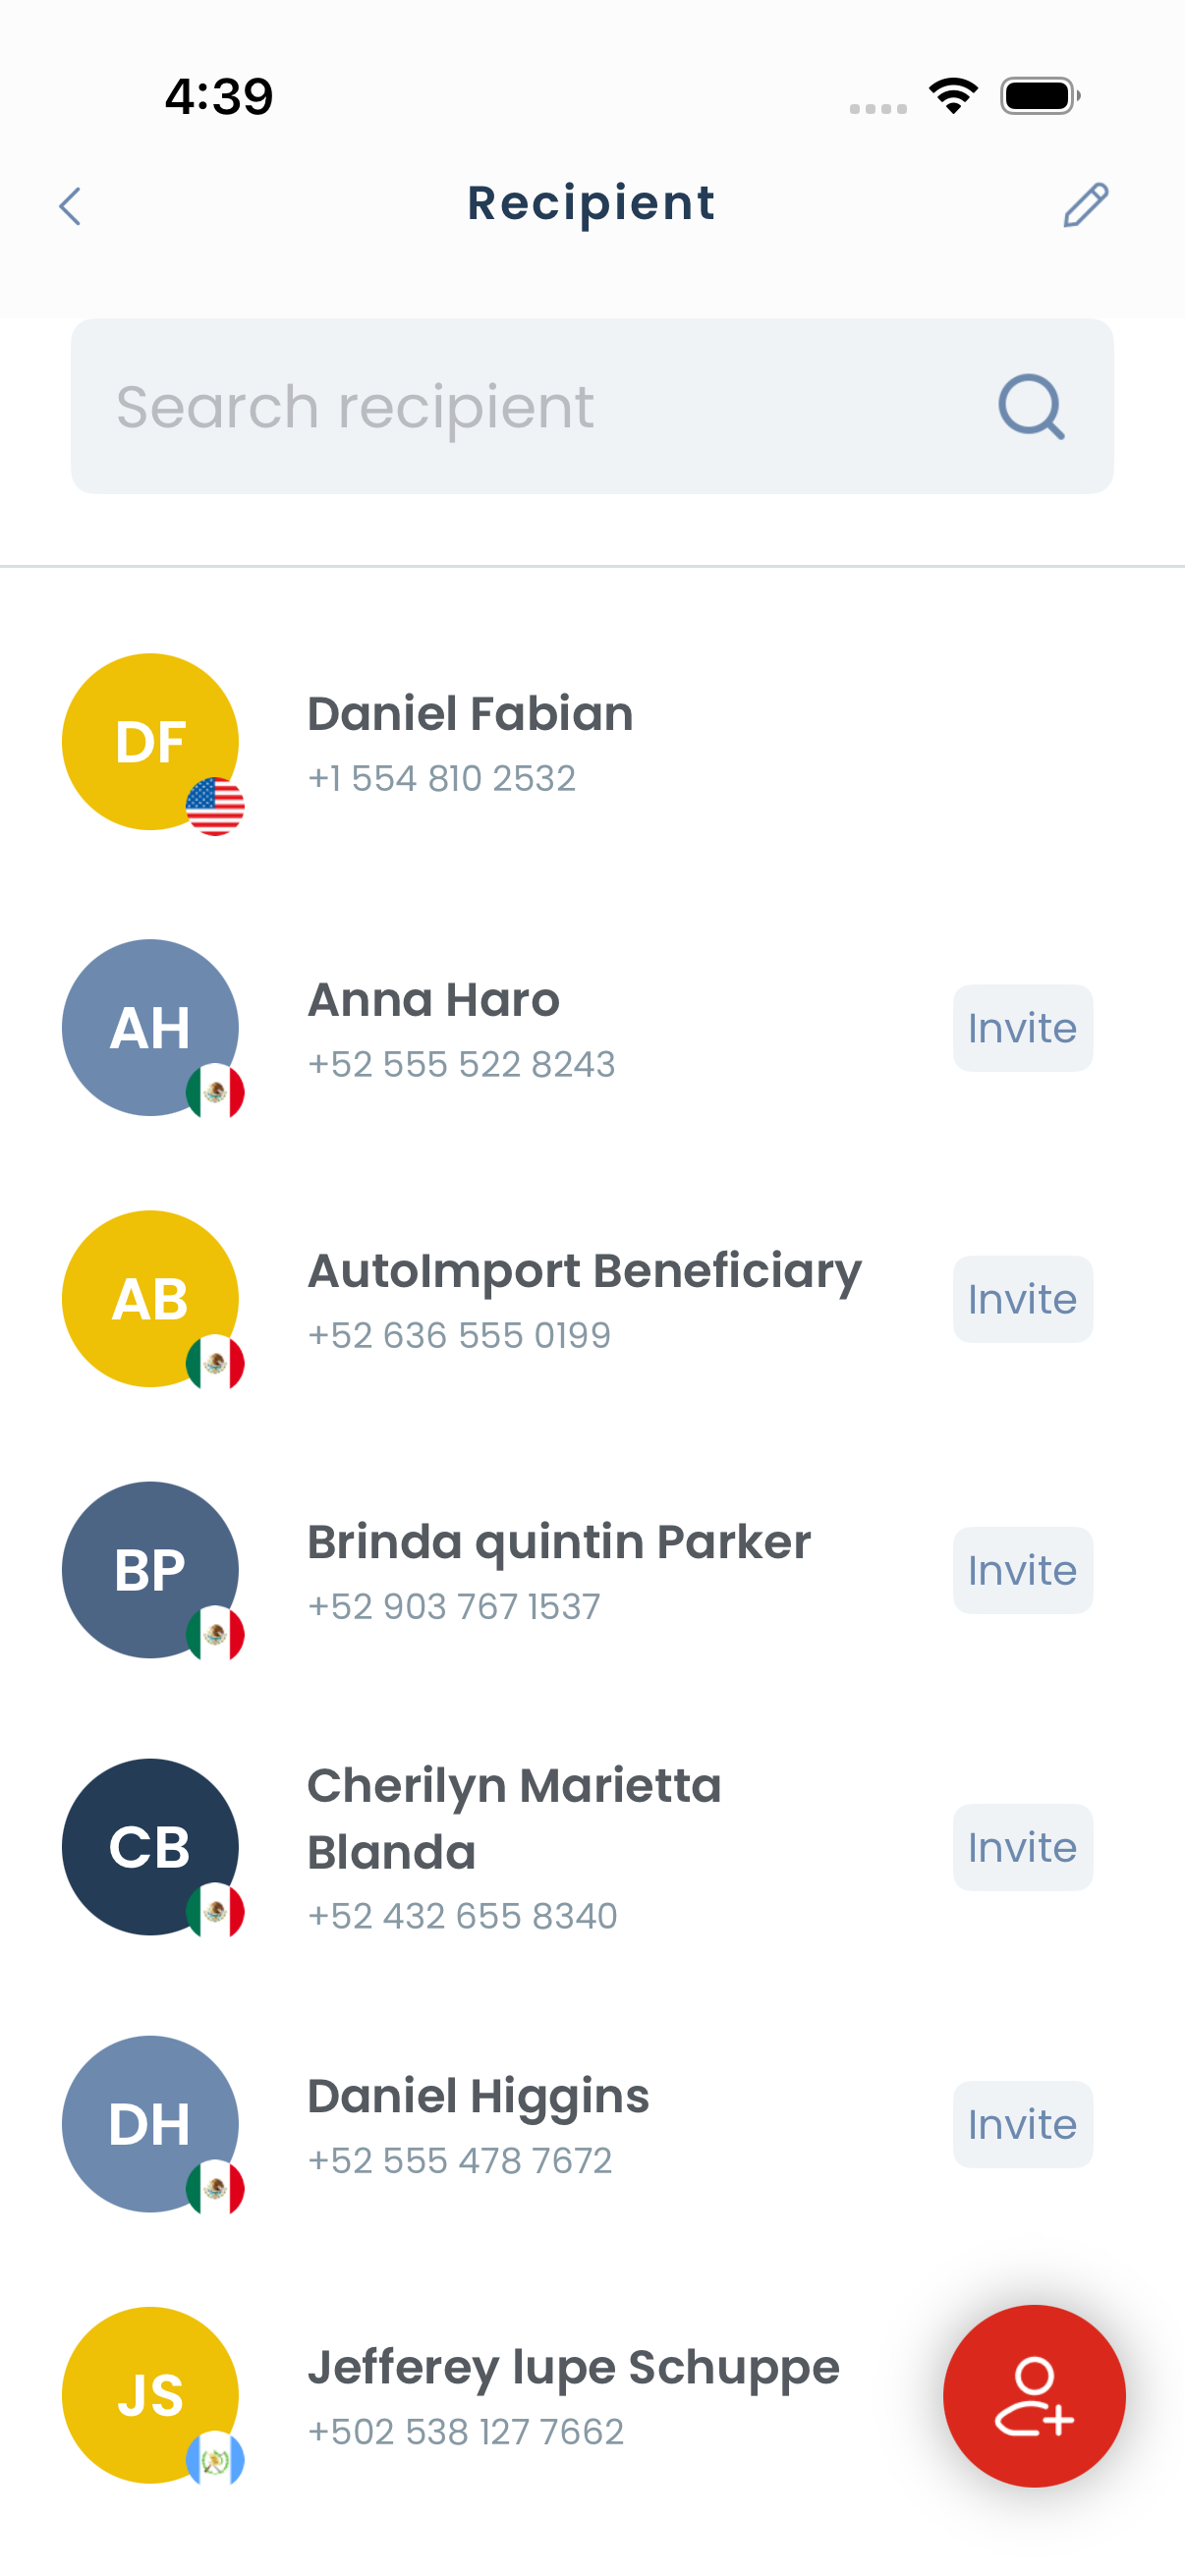 4:39
Recipient
Search recipient
DF
Daniel Fabian
+1 554 810 2532
AH
Anna Haro
+52 555 522 8243
Invite
AB
AutoImport Beneficiary
+52 636 555 0199
Invite
BP
Brinda quintin Parker
+52 903 767 1537
Invite
CB
Cherilyn Marietta
Blanda
+52 432 655 8340
Invite
DH
Daniel Higgins
+52 555 478 7672
Invite
JS
Jefferey lupe Schuppe
+502 538 127 7662